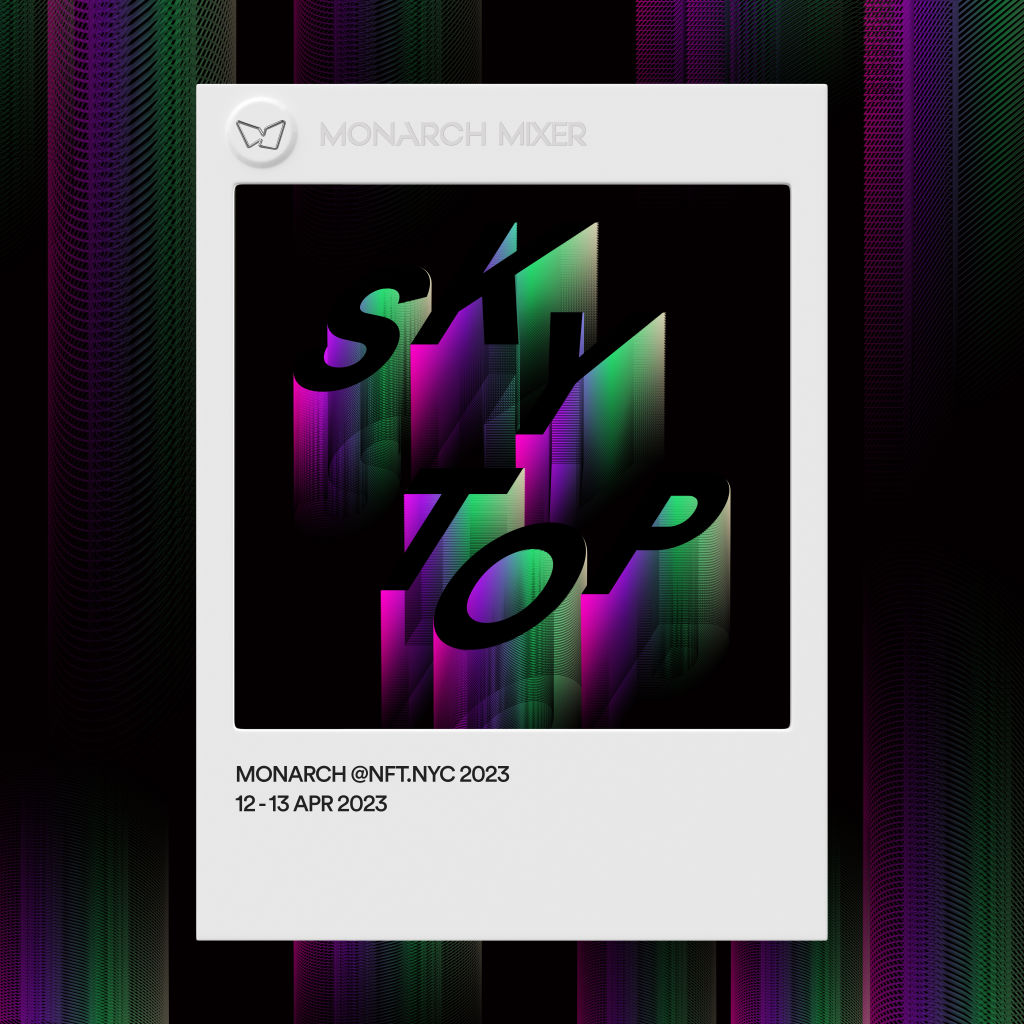 MONARCH MIXER
SKY
TOP
MONARCH @NFT.NYC 2023
12 - 13 APR 2023